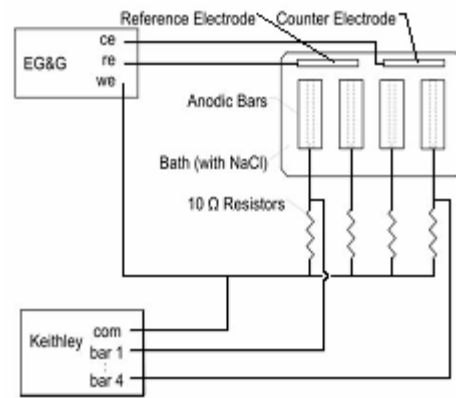 Reference Electrode
Counter Electrode
EG&G
ce
re
we
Anodic Bars
Bath (with NaCl)
10 Ω Resistors
Keithley
com
bar 1
:
bar 4